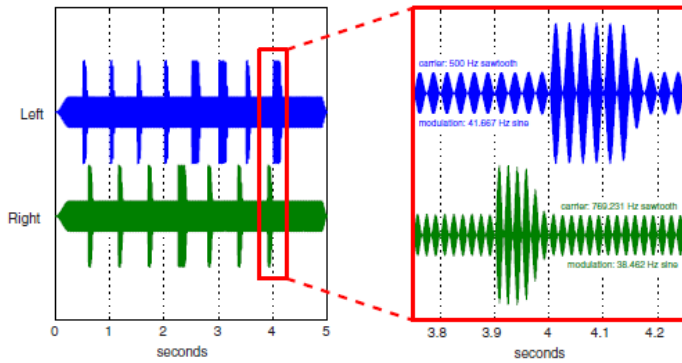 Left
Right
0 1 2 3 4 5
seconds
carrier: 500 Hz sawtooth
modulation: 41.667 Hz sine
carrier: 769.231 Hz sawtooth
modulation: 38.462 Hz sine
3.8 3.9 4 4.1 4.2
seconds